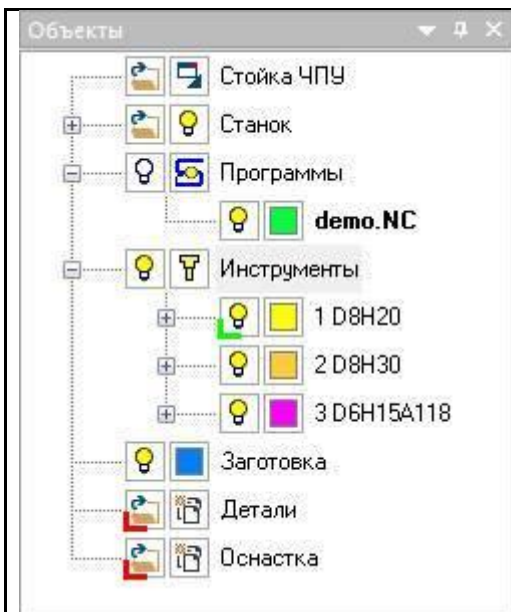 Объекты
Стойка ЧПУ
Станок
Программы
demo.NC
Инструменты
1 D8H20
2 D8H30
3 D6H15A118
Заготовка
Детали
Оснастка